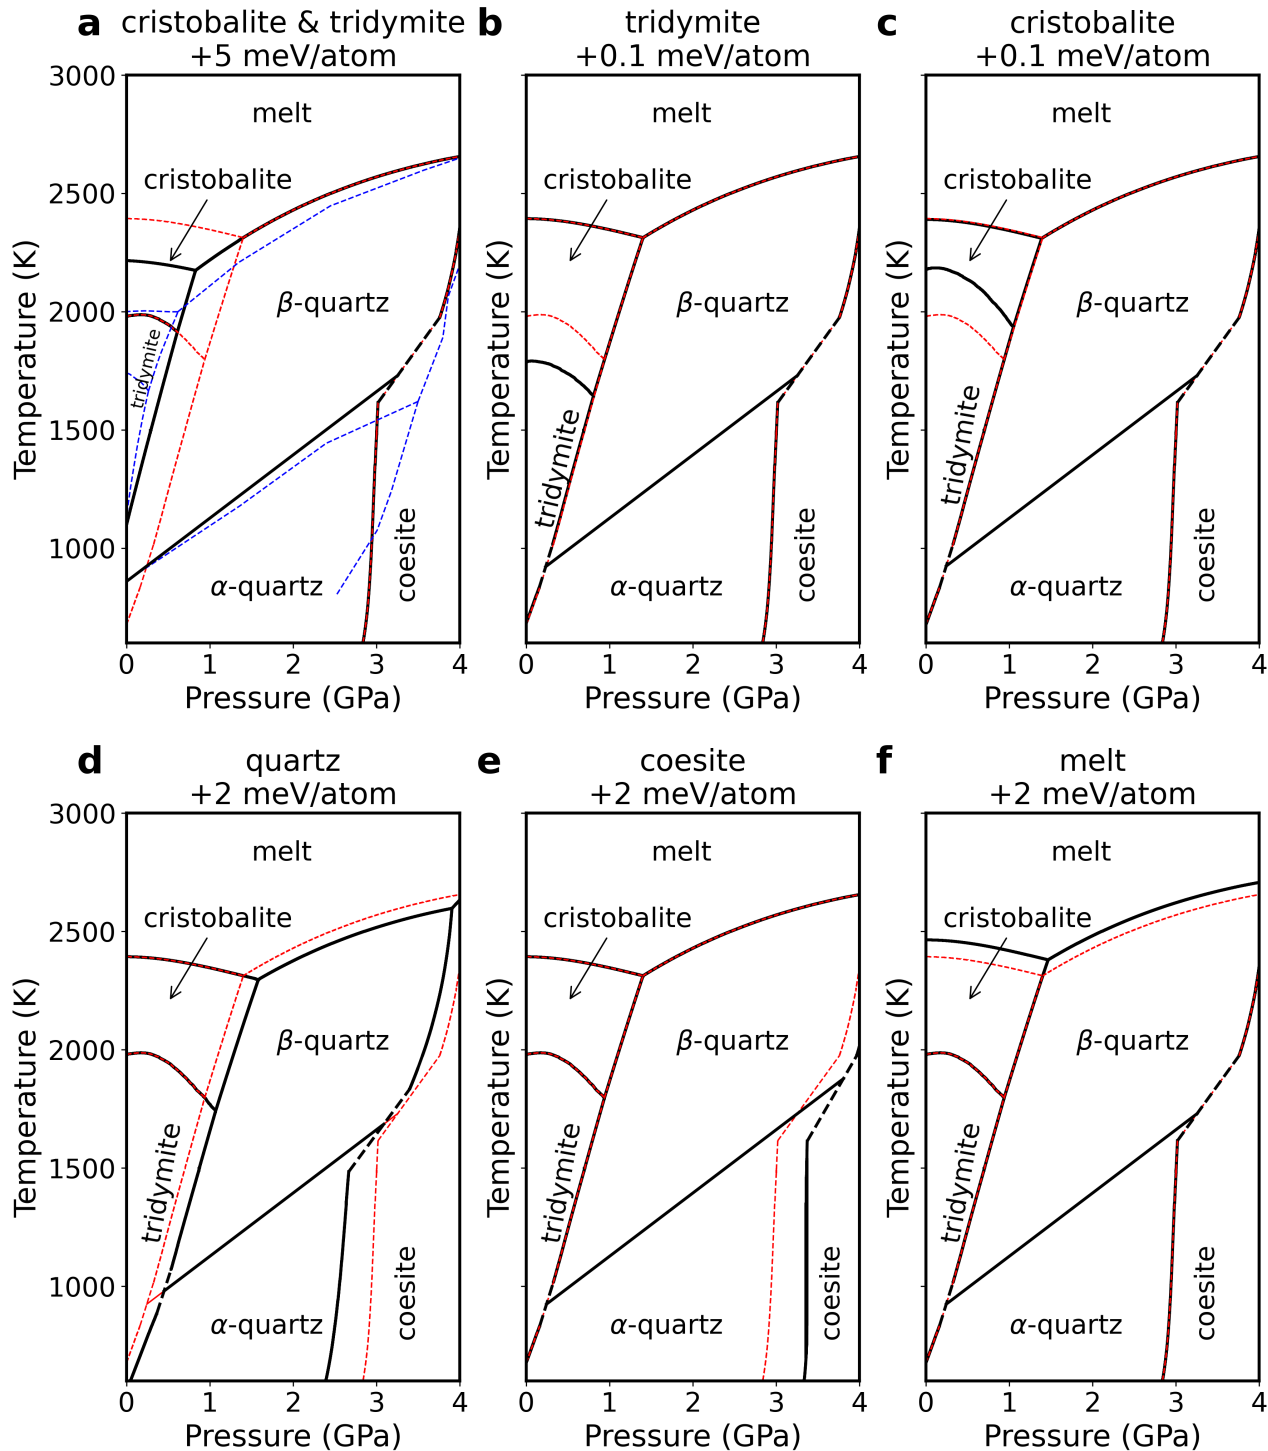 a cristobalite & tridymite
+5 meV/atom
3000
melt
2500
cristobalite
Temperature (K)
β-quartz
2000
tridymite
1500
1000
α-quartz
coesite
0 1 2 3 4
Pressure (GPa)
b tridymite
+0.1 meV/atom
melt
cristobalite
Temperature (K)
β-quartz
tridymite
α-quartz
coesite
0 1 2 3 4
Pressure (GPa)
c cristobalite
+0.1 meV/atom
melt
cristobalite
Temperature (K)
β-quartz
tridymite
α-quartz
coesite
0 1 2 3 4
Pressure (GPa)
d quartz
+2 meV/atom
3000
melt
2500
cristobalite
Temperature (K)
β-quartz
2000
tridymite
1500
1000
α-quartz
coesite
0 1 2 3 4
Pressure (GPa)
e coesite
+2 meV/atom
melt
cristobalite
Temperature (K)
β-quartz
tridymite
α-quartz
coesite
0 1 2 3 4
Pressure (GPa)
f melt
+2 meV/atom
melt
cristobalite
Temperature (K)
β-quartz
tridymite
α-quartz
coesite
0 1 2 3 4
Pressure (GPa)